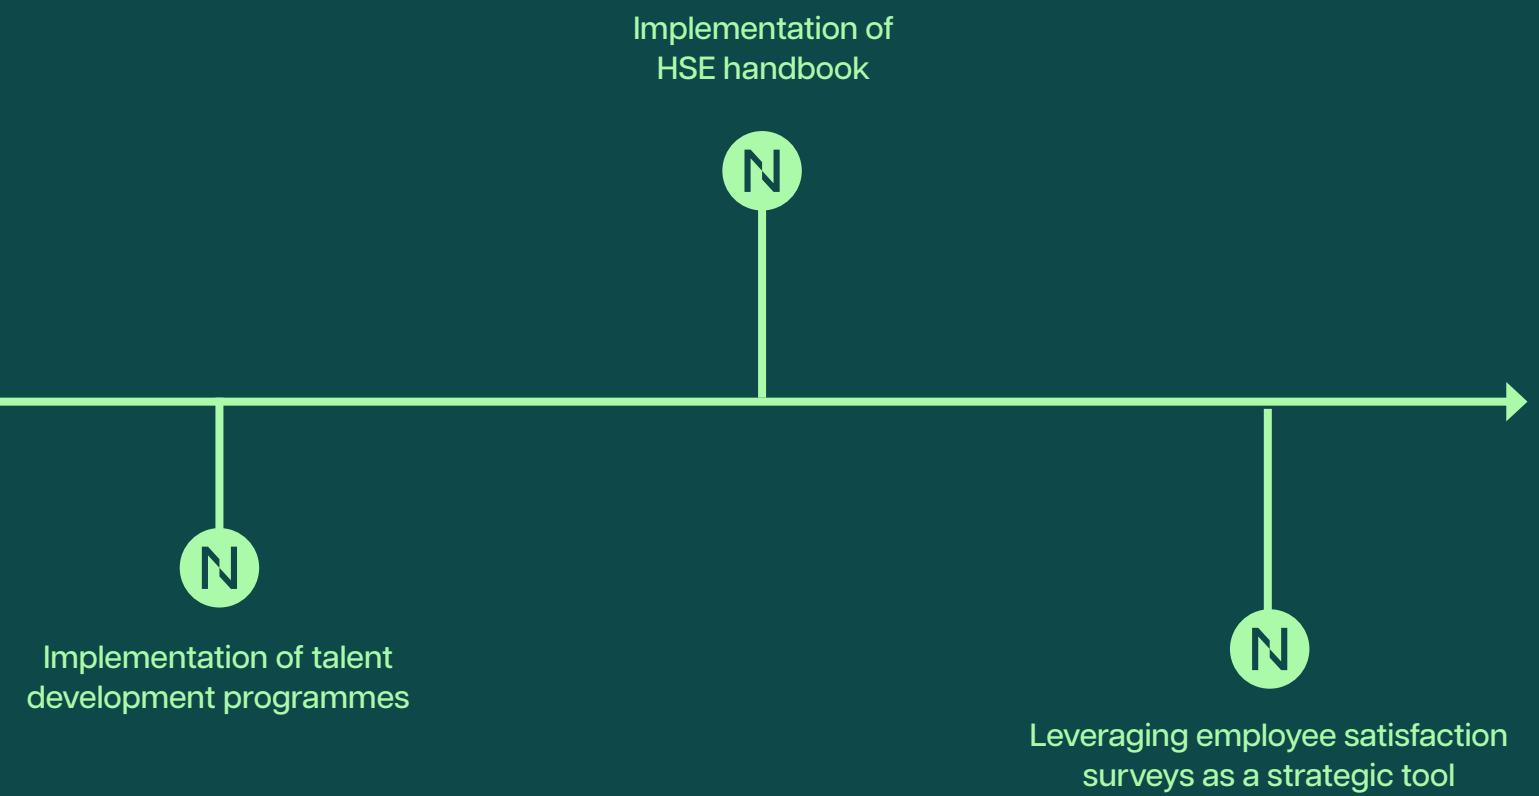 Implementation of
HSE handbook
N
N
Implementation of talent
development programmes
N
Leveraging employee satisfaction
surveys as a strategic tool